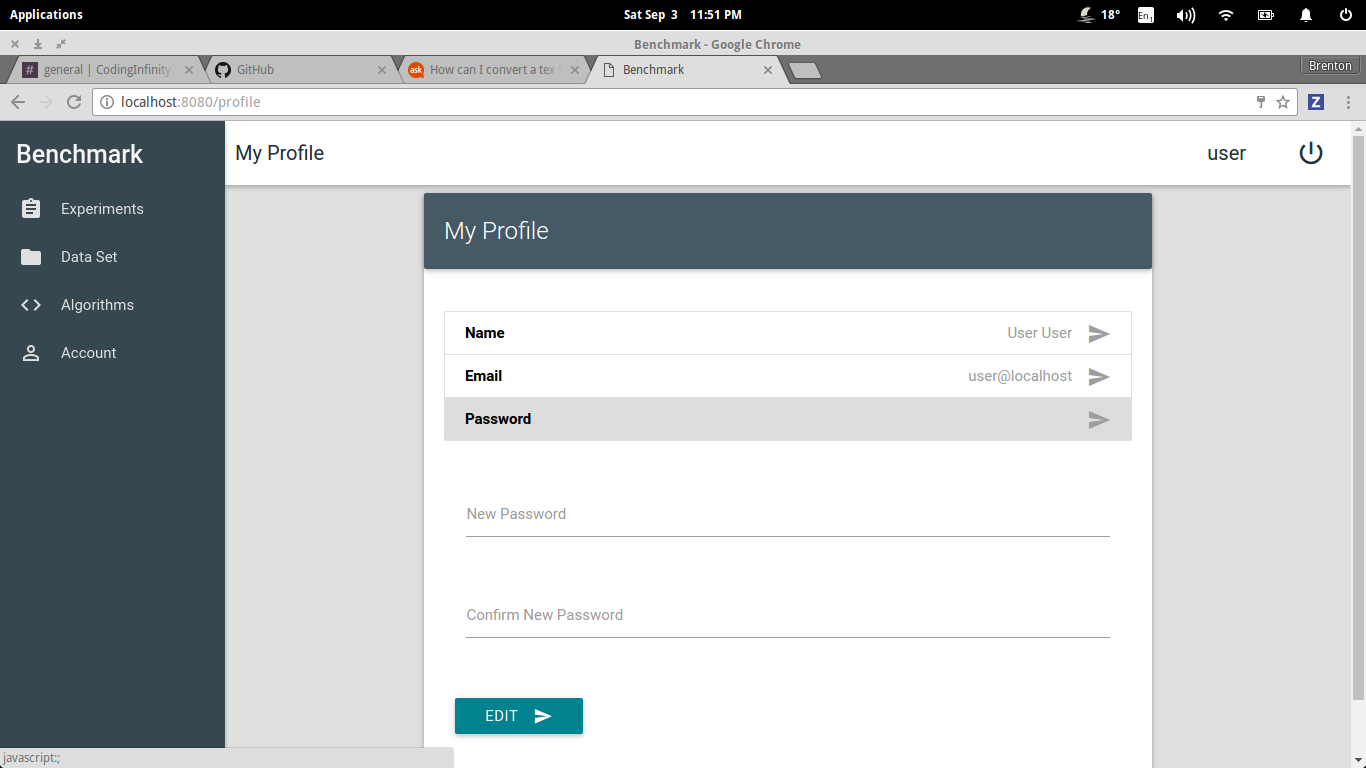 Applications
Sat Sep 3 11:51 PM
18°
En1
Benchmark - Google Chrome
# general | CodingInfinity
GitHub
ask How can I convert a tex f
Benchmark
Brenton
localhost:8080/profile
Z
Benchmark
My Profile
user
Experiments
Data Set
Algorithms
Account
My Profile
Name User User
Email user@localhost
Password
New Password
Confirm New Password
EDIT
javascript:;